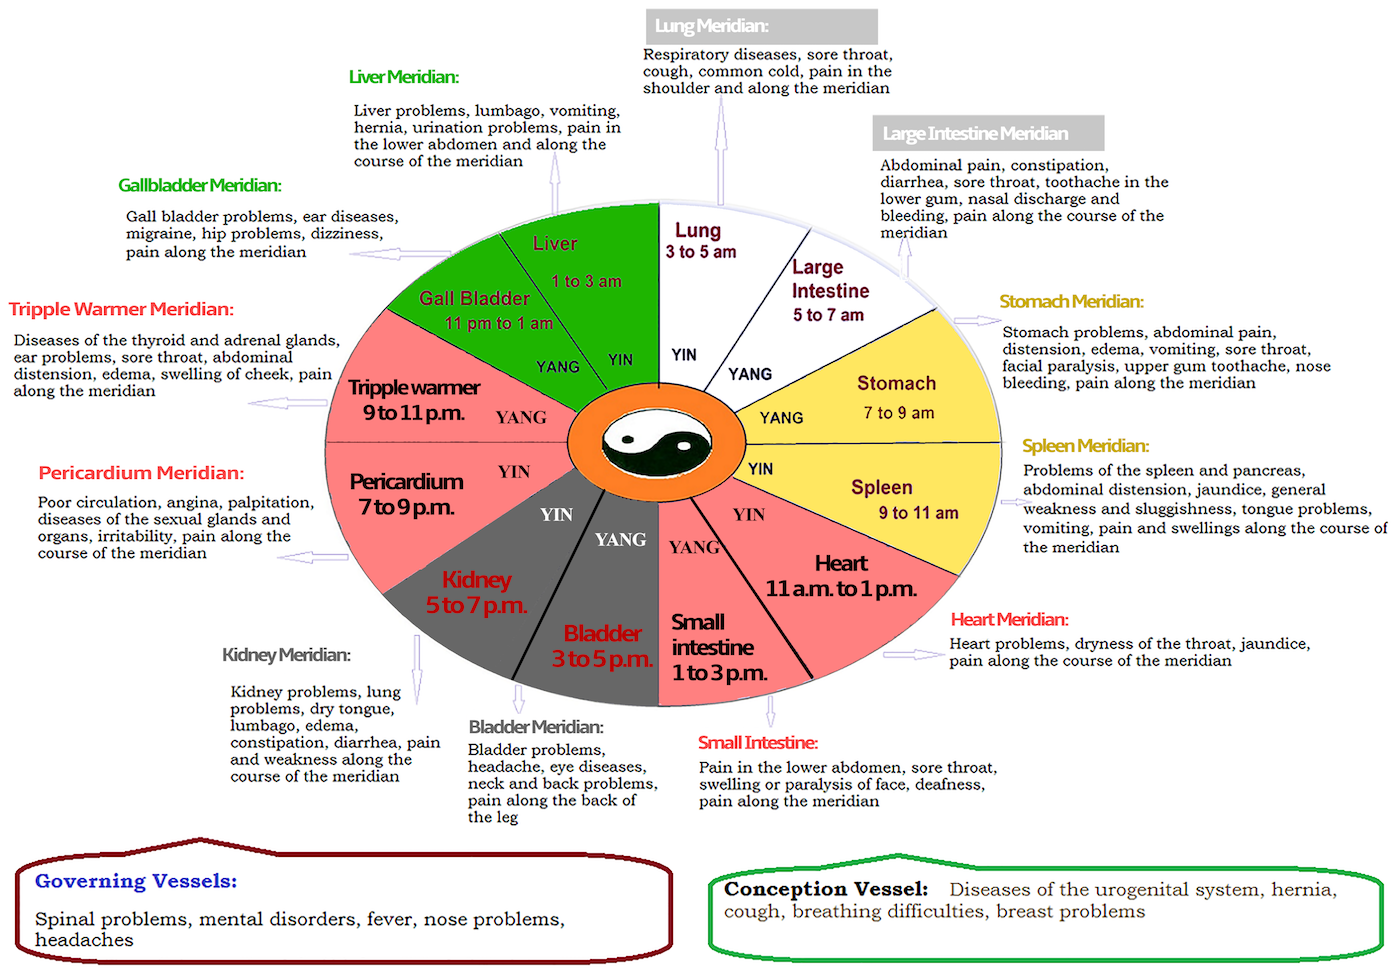 Lung Meridian:
Respiratory diseases, sore throat,
cough, common cold, pain in the
shoulder and along the meridian
Liver Meridian:
Liver problems, lumbago, vomiting,
hernia, urination problems, pain in
the lower abdomen and along the
course of the meridian
Large Intestine Meridian
Abdominal pain, constipation,
diarrhea, sore throat, toothache in the
lower gum, nasal discharge and
bleeding, pain along the course of the
meridian
Gallbladder Meridian:
Gall bladder problems, ear diseases,
migraine, hip problems, dizziness,
pain along the meridian
Tripple Warmer Meridian:
Diseases of the thyroid and adrenal glands,
ear problems, sore throat, abdominal
distension, edema, swelling of cheek, pain
along the meridian
Stomach Meridian:
Stomach problems, abdominal pain,
distension, edema, vomiting, sore throat,
facial paralysis, upper gum toothache, nose
bleeding, pain along the meridian
Liver
1 to 3 am
YIN
Lung
3 to 5 am
YIN
Gall Bladder
11 pm to 1 am
YANG
Large
Intestine
5 to 7 am
YANG
Tripple warmer
9 to 11 p.m.
YANG
Stomach
7 to 9 am
YANG
Pericardium
7 to 9 p.m.
YIN
YIN
Spleen
9 to 11 am
YIN
Kidney
5 to 7 p.m.
YANG
Bladder
3 to 5 p.m.
YANG
Small
intestine
1 to 3 p.m.
YIN
Heart
11 a.m. to 1 p.m.
Pericardium Meridian:
Poor circulation, angina, palpitation,
diseases of the sexual glands and
organs, irritability, pain along the
course of the meridian
Spleen Meridian:
Problems of the spleen and pancreas,
abdominal distension, jaundice, general
weakness and sluggishness, tongue problems,
vomiting, pain and swellings along the course of
the meridian
Heart Meridian:
Heart problems, dryness of the throat, jaundice,
pain along the course of the meridian
Kidney Meridian:
Kidney problems, lung
problems, dry tongue,
lumbago, edema,
constipation, diarrhea, pain
and weakness along the
course of the meridian
Bladder Meridian:
Bladder problems,
headache, eye diseases,
neck and back problems,
pain along the back of
the leg
Small Intestine:
Pain in the lower abdomen, sore throat,
swelling or paralysis of face, deafness,
pain along the meridian
Governing Vessels:
Spinal problems, mental disorders, fever, nose problems,
headaches
Conception Vessel: Diseases of the urogenital system, hernia,
cough, breathing difficulties, breast problems